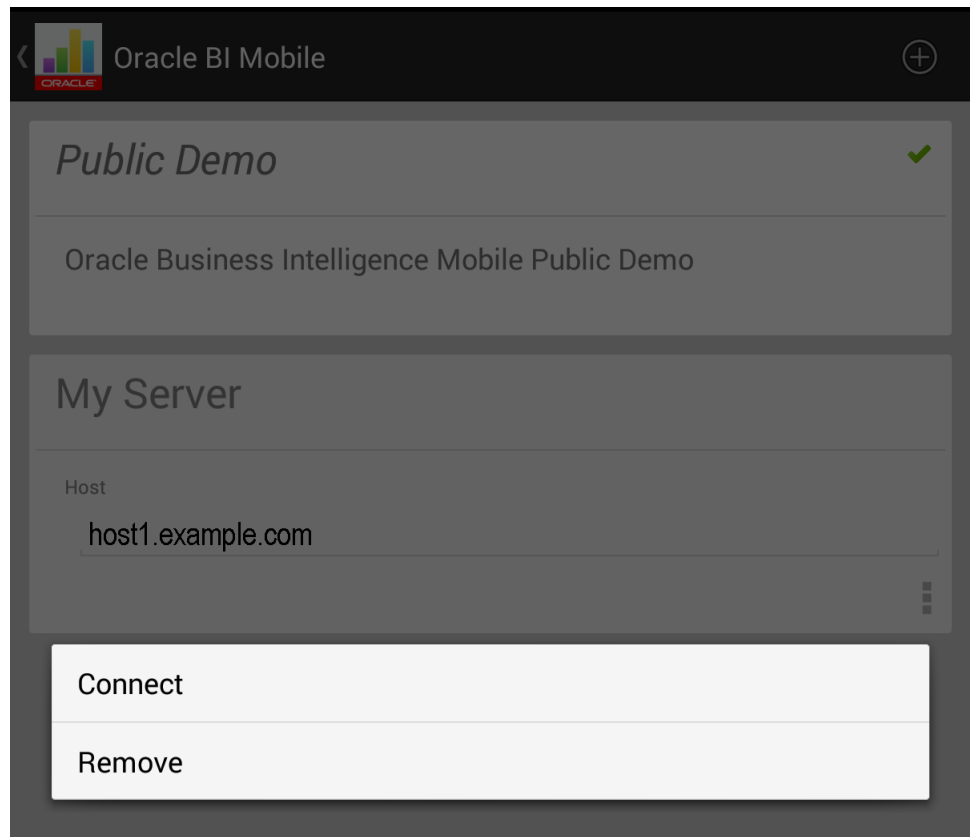 ORACLE
Oracle BI Mobile
Public Demo
Oracle Business Intelligence Mobile Public Demo
My Server
Host
host1.example.com
Connect
Remove